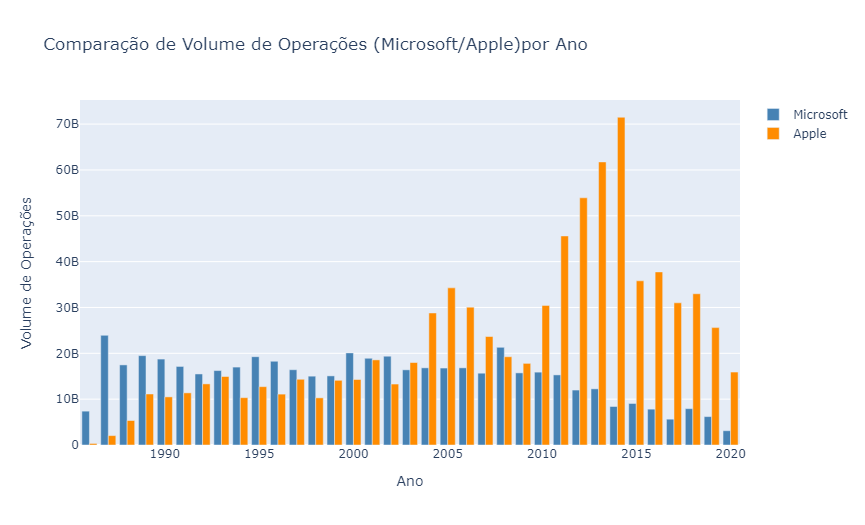 Comparação de Volume de Operações (Microsoft/Apple)por Ano
Microsoft
Apple
Volume de Operações
70B
60B
50B
40B
30B
20B
10B
0
1990
1995
2000
2005
2010
2015
2020
Ano